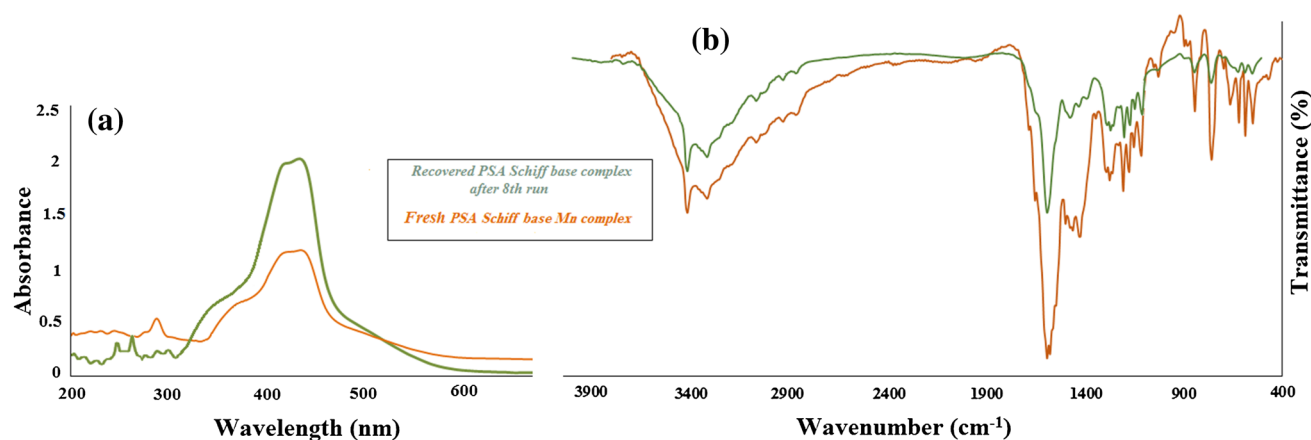 (a)
(b)
2.5
2
1.5
1
0.5
0
Absorbance
200 300 400 500 600
Wavelength (nm)
Recovered PSA Schiff base complex
after 8th run
Fresh PSA Schiff base Mn complex
3900 3400 2900 2400 1900 1400 900 400
Wavenumber (cm-1)
Transmittance (%)